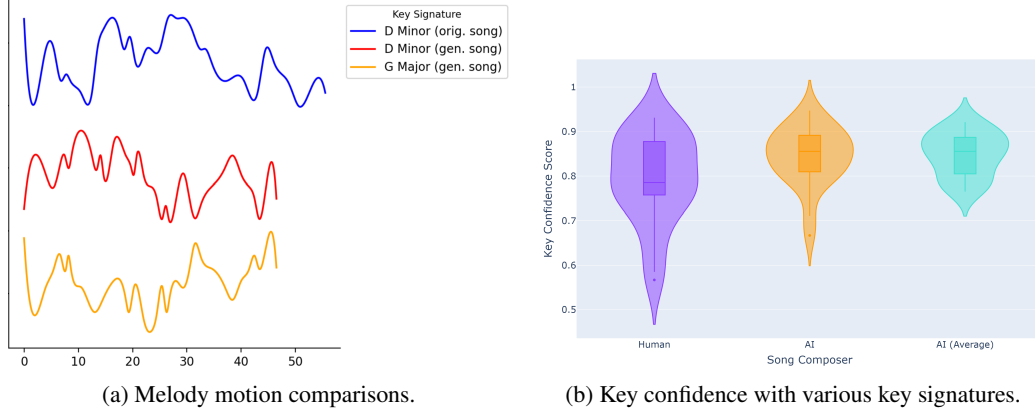 Key Signature
D Minor (orig. song)
D Minor (gen. song)
G Major (gen. song)
0 10 20 30 40 50
(a) Melody motion comparisons.
1
0.9
0.8
0.7
0.6
0.5
Key Confidence Score
Human AI AI (Average)
Song Composer
(b) Key confidence with various key signatures.